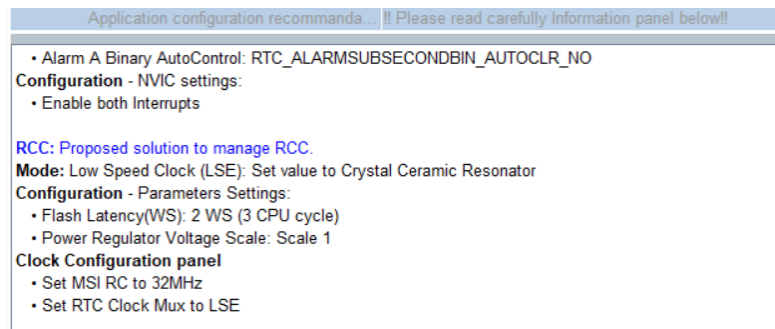 Application configuration recommanda... !! Please read carefully Information panel below!!
• Alarm A Binary AutoControl: RTC_ALARMSUBSECONDBIN_AUTOCLR_NO
Configuration - NVIC settings:
• Enable both Interrupts
RCC: Proposed solution to manage RCC.
Mode: Low Speed Clock (LSE): Set value to Crystal Ceramic Resonator
Configuration - Parameters Settings:
• Flash Latency(WS): 2 WS (3 CPU cycle)
• Power Regulator Voltage Scale: Scale 1
Clock Configuration panel
• Set MSI RC to 32MHz
• Set RTC Clock Mux to LSE